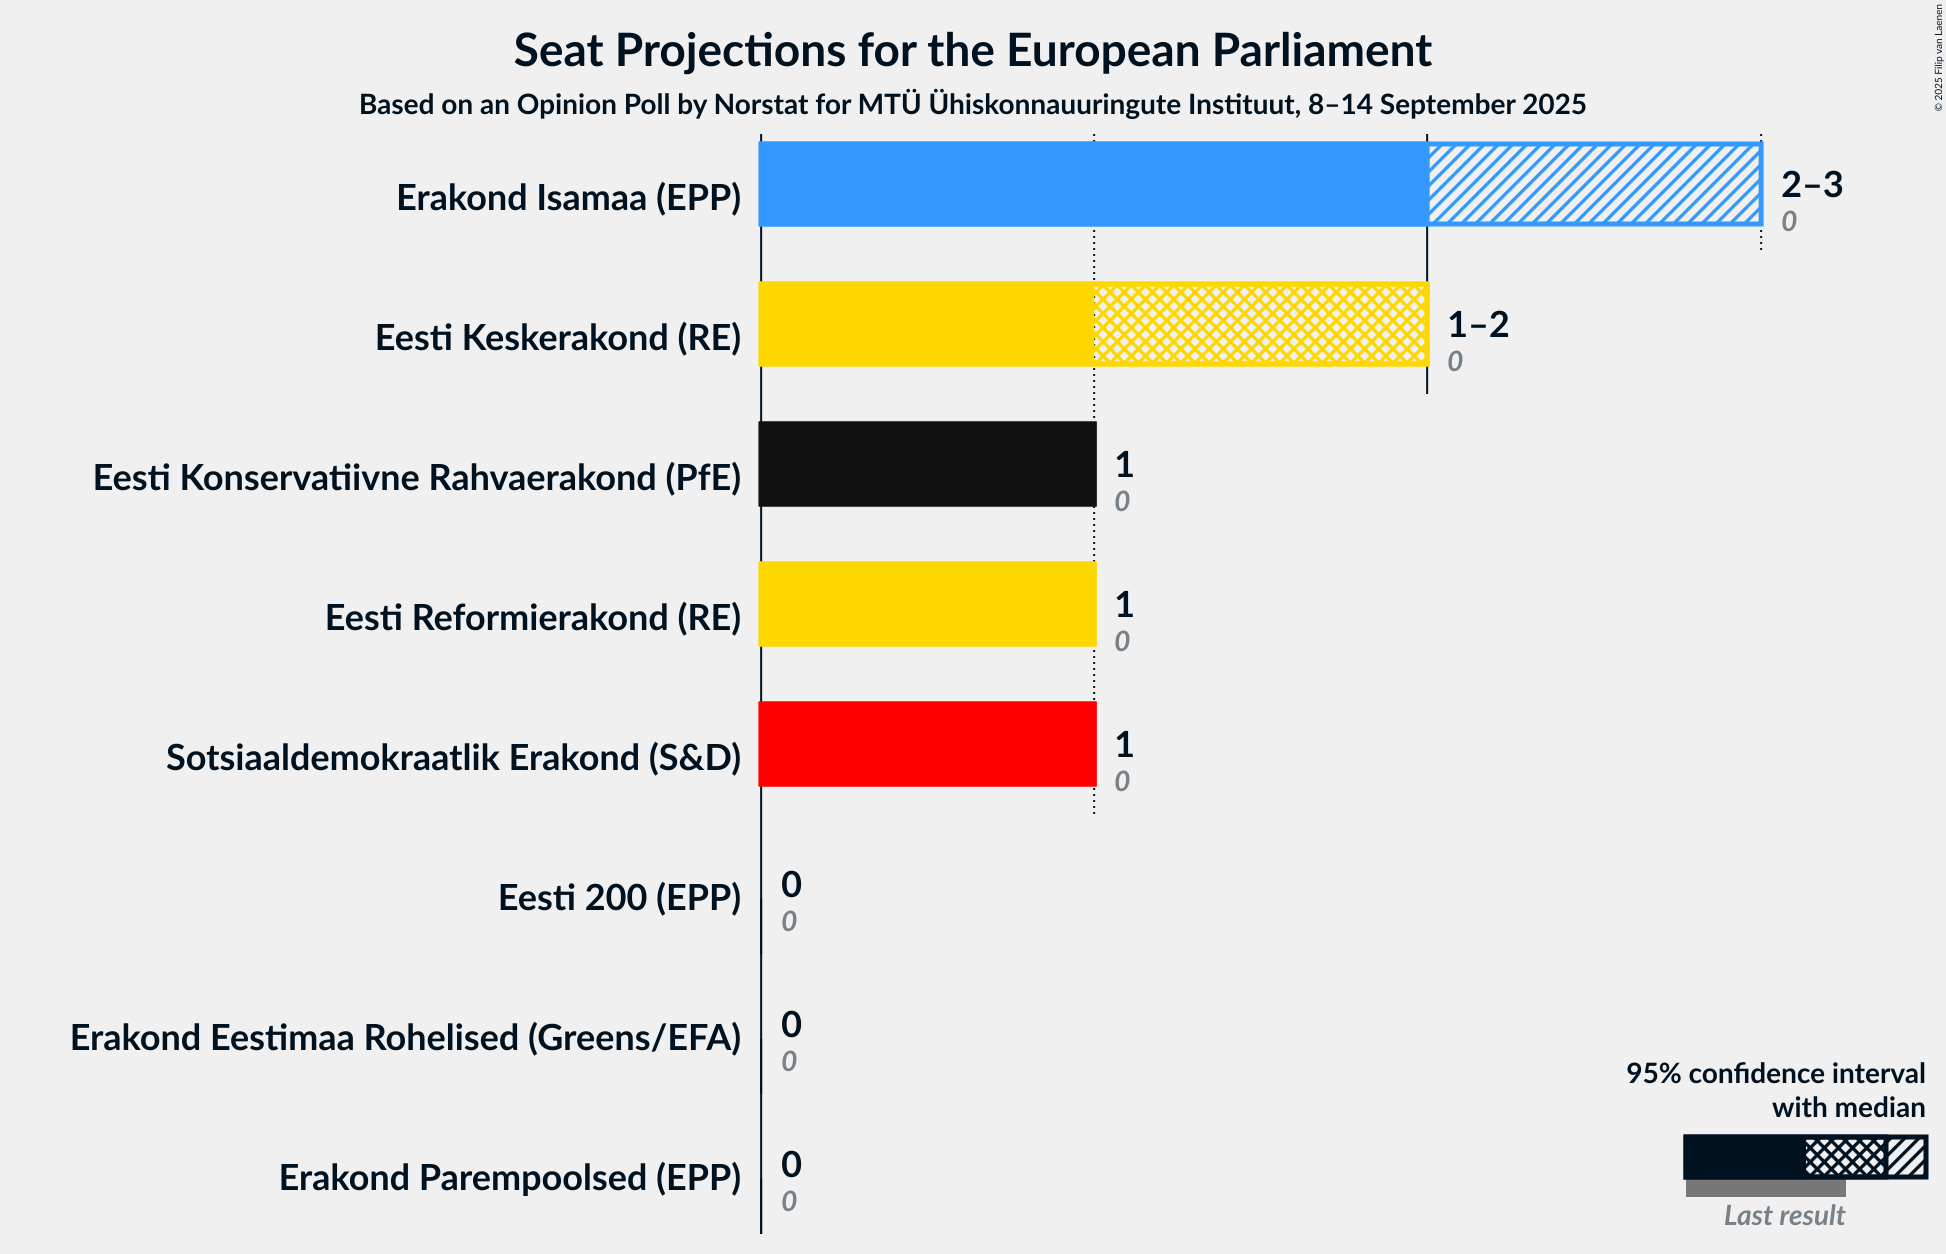 Seat Projections for the European Parliament
Based on an Opinion Poll by Norstat for MTÜ Ühiskonnauuringute Instituut, 8–14 September 2025
© 2025 Filip van Laenen
Erakond Isamaa (EPP)
2–3
0
Eesti Keskerakond (RE)
1–2
0
Eesti Konservatiivne Rahvaerakond (PfE)
1
0
Eesti Reformierakond (RE)
1
0
Sotsiaaldemokraatlik Erakond (S&D)
1
0
Eesti 200 (EPP)
0
0
Erakond Eestimaa Rohelised (Greens/EFA)
0
0
Erakond Parempoolsed (EPP)
0
0
95% confidence interval
with median
Last result